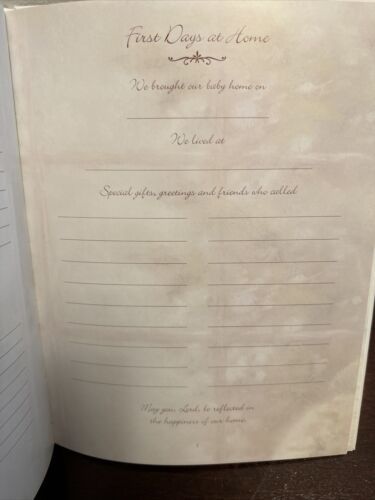 First Days at Home
We brought our baby home on
We lived at
Special gifts, greetings and friends who called
May you, Lord, be reflected in
the happiness of our home.